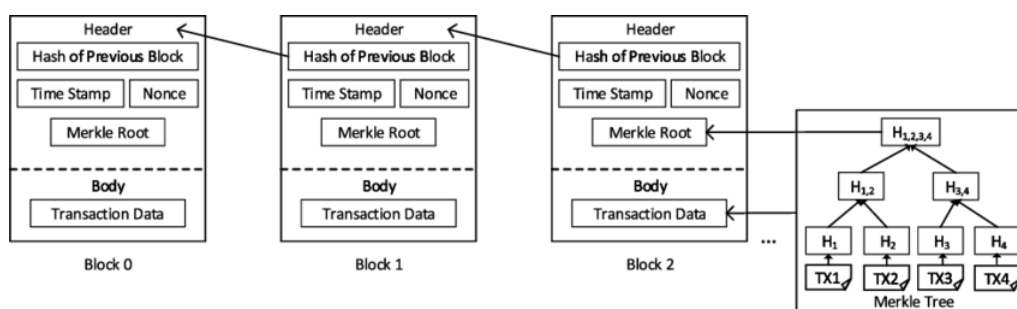 Header
Hash of Previous Block
Time Stamp
Nonce
Merkle Root
Body
Transaction Data
Block 0
Header
Hash of Previous Block
Time Stamp
Nonce
Merkle Root
Body
Transaction Data
Block 1
Header
Hash of Previous Block
Time Stamp
Nonce
Merkle Root
Body
Transaction Data
Block 2
...
H1,2,3,4
H1,2
H3,4
H1
H2
H3
H4
TX1
TX2
TX3
TX4
Merkle Tree